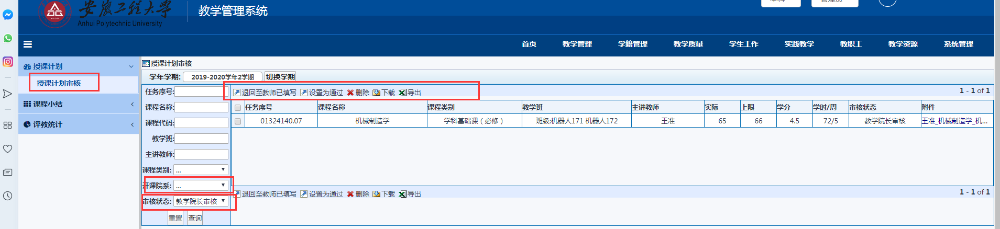 安徽工程大学
Anhui Polytechnic University
教学管理系统
首页 教学管理 学籍管理 教学质量 学生工作 实践教学 教职工 教学资源 系统管理
授课计划
授课计划审核
课程小结
评教统计
授课计划审核
学年学期: 2019-2020学年2学期 切换学期
任务序号:
课程名称:
课程代码:
教学班:
主讲教师:
课程类别: ...
开课院系: ...
审核状态: 教学院长审核
重置 查询
退回至教师已填写 设置为通过 删除 下载 导出 1 - 1 of 1
任务序号 课程名称 课程类别 教学班 主讲教师 实际 上限 学分 学时/周 审核状态 附件
01324140.07 机械制造学 学科基础课（必修） 班级;机器人171 机器人172 王准 65 66 4.5 72/5 教学院长审核 王准_机械制造学_机...
退回至教师已填写 设置为通过 删除 下载 导出 1 - 1 of 1